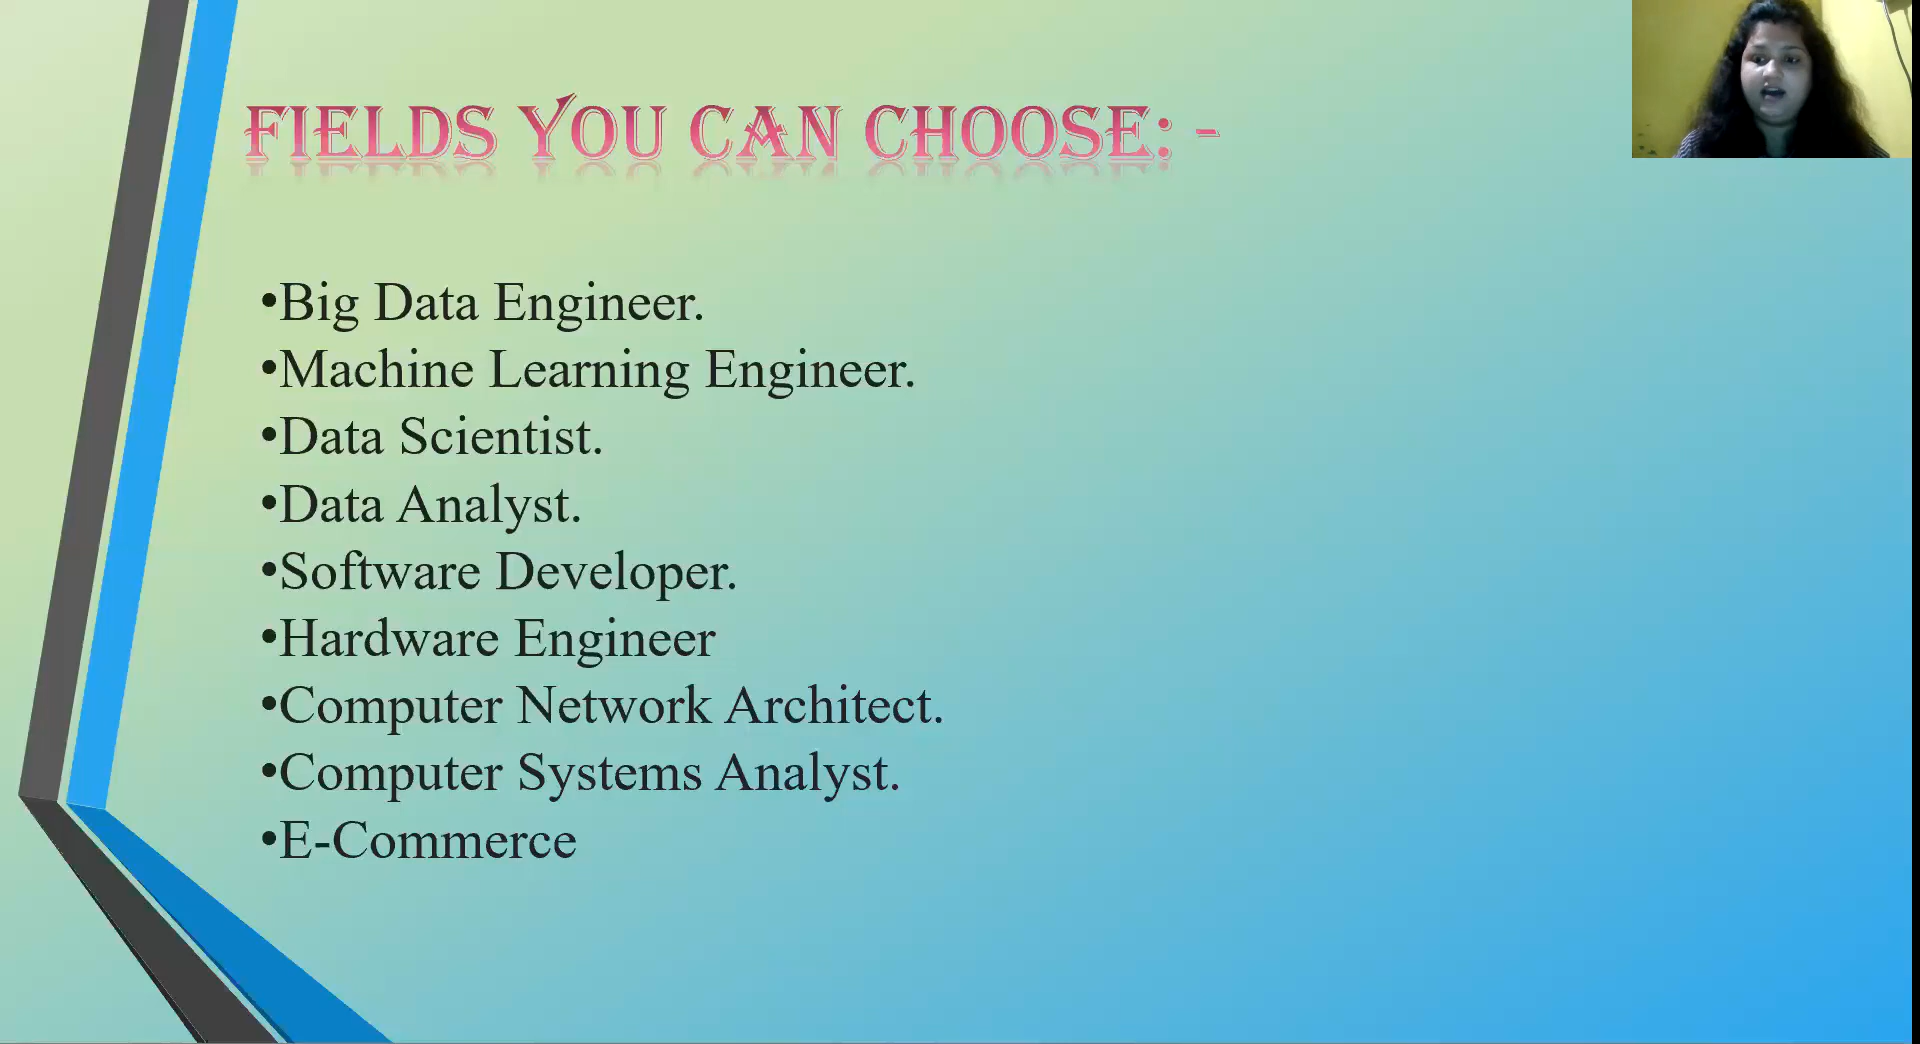 FIELDS YOU CAN CHOOSE: -
•Big Data Engineer.
•Machine Learning Engineer.
•Data Scientist.
•Data Analyst.
•Software Developer.
•Hardware Engineer
•Computer Network Architect.
•Computer Systems Analyst.
•E-Commerce